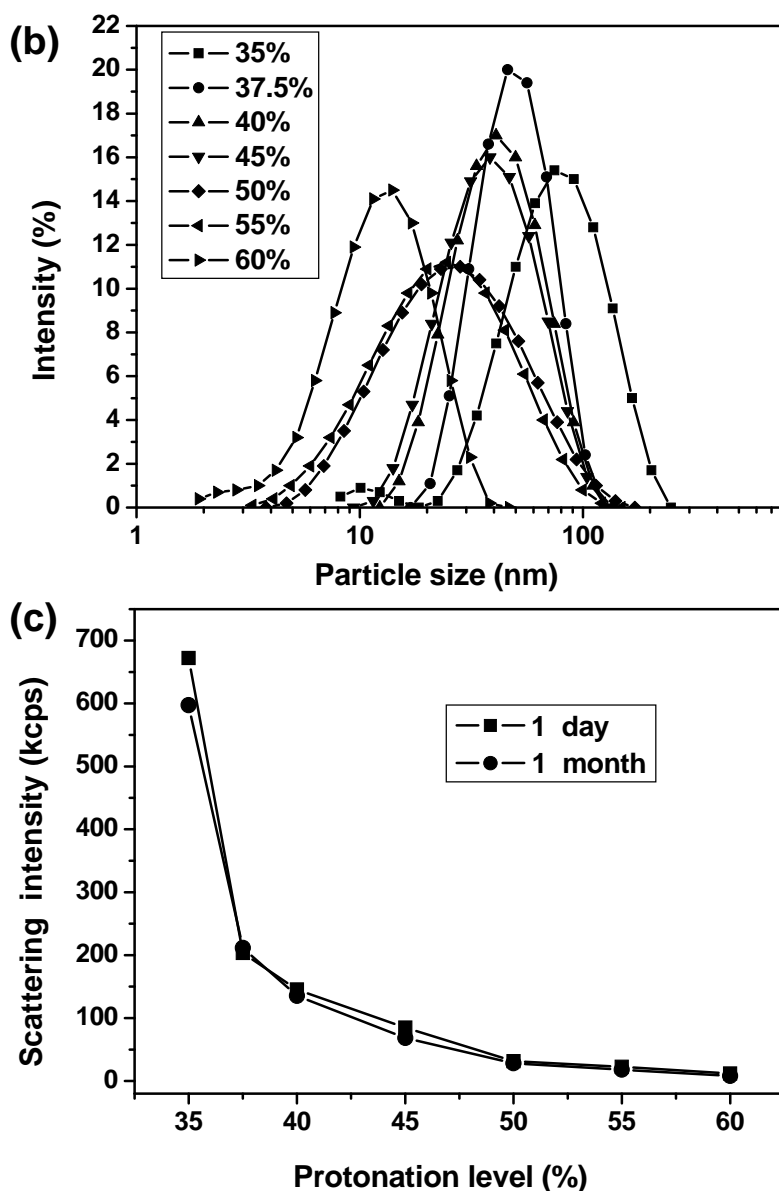 (b)
22
20
18
16
14
12
10
8
6
4
2
0
Intensity (%)
35%
37.5%
40%
45%
50%
55%
60%
1 10 100
Particle size (nm)
(c)
700
600
500
400
300
200
100
0
Scattering intensity (kcps)
1 day
1 month
35 40 45 50 55 60
Protonation level (%)